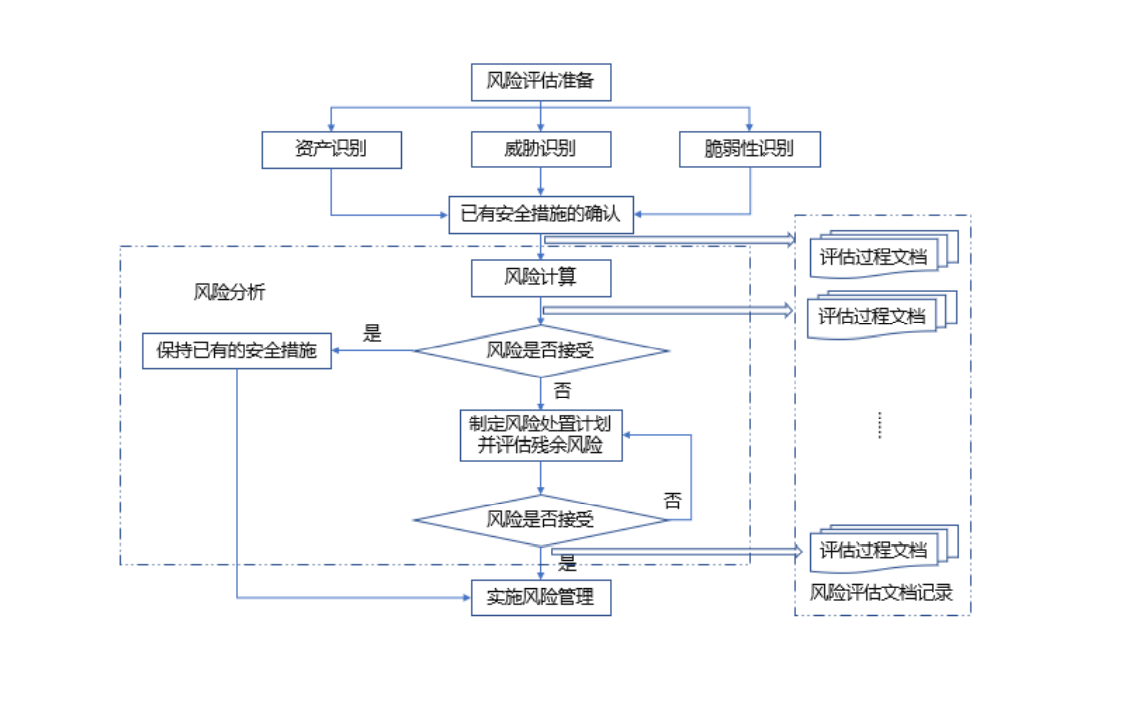 风险评估准备
资产识别
威胁识别
脆弱性识别
已有安全措施的确认
评估过程文档
风险计算
风险分析
评估过程文档
是
保持已有的安全措施
风险是否接受
否
制定风险处置计划
并评估残余风险
……
否
风险是否接受
评估过程文档
是
风险评估文档记录
实施风险管理